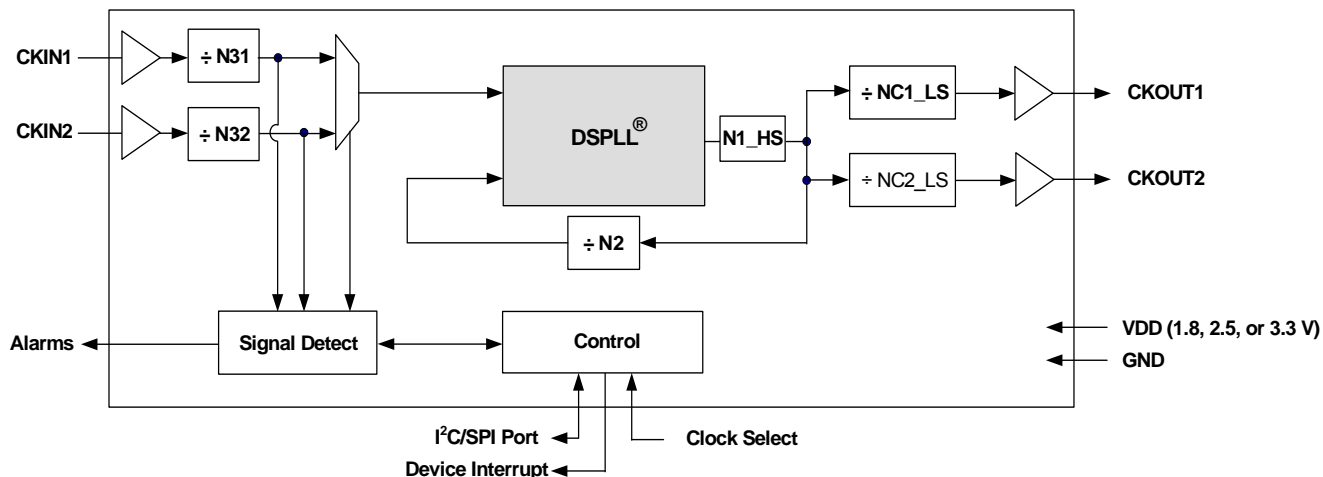 CKIN1
÷ N31
CKIN2
÷ N32
DSPLL®
N1_HS
÷ NC1_LS
CKOUT1
÷ NC2_LS
CKOUT2
÷ N2
Alarms
Signal Detect
Control
VDD (1.8, 2.5, or 3.3 V)
GND
I²C/SPI Port
Clock Select
Device Interrupt